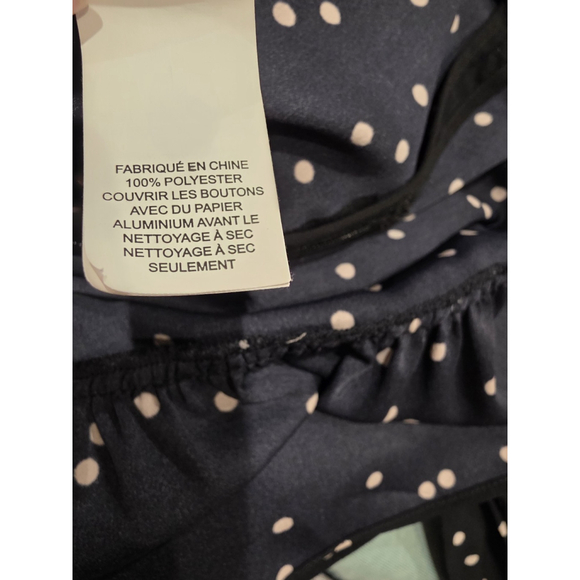 FABRIQUÉ EN CHINE
100% POLYESTER
COUVRIR LES BOUTONS
AVEC DU PAPIER
ALUMINIUM AVANT LE
NETTOYAGE À SEC
NETTOYAGE À SEC
SEULEMENT